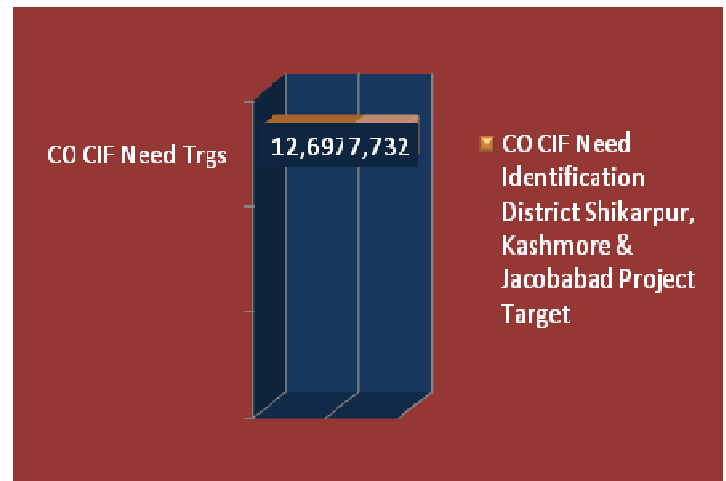 CO CIF Need Trgs
12,6977,732
CO CIF Need
Identification
District Shikarpur,
Kashmore &
Jacobabad Project
Target